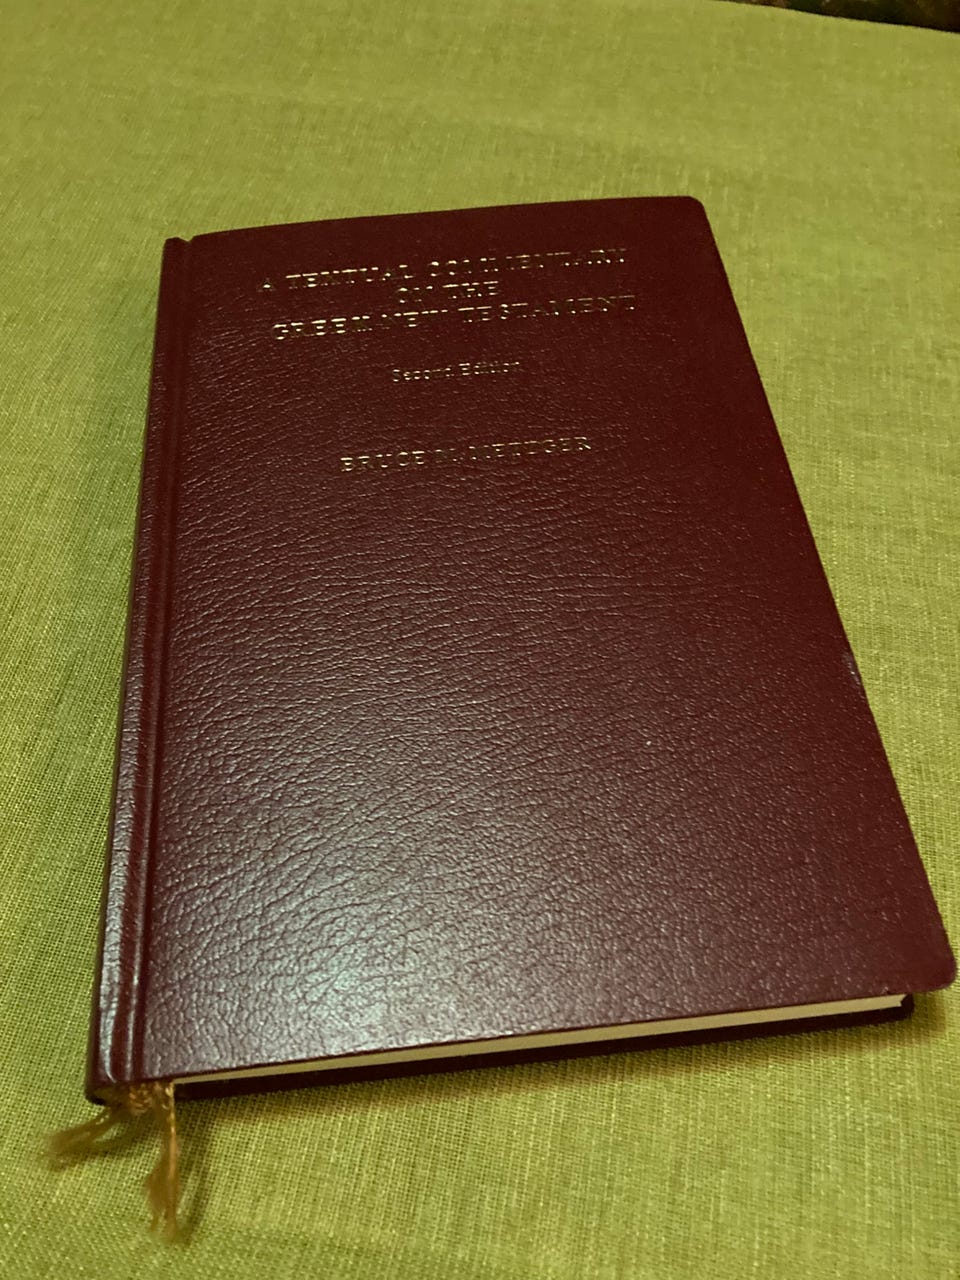 A TEXTUAL COMMENTARY
ON THE
GREEK NEW TESTAMENT
Second Edition
BRUCE M. METZGER